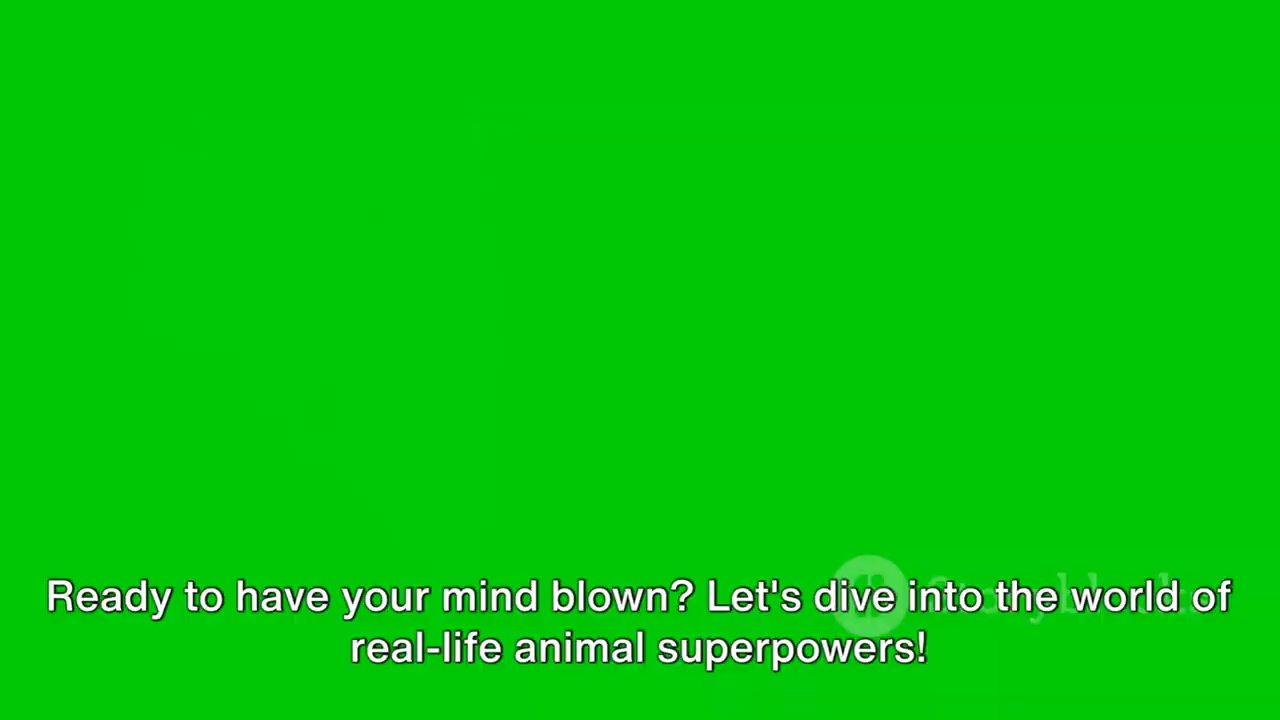 Ready to have your mind blown? Let's dive into the world of
real-life animal superpowers!